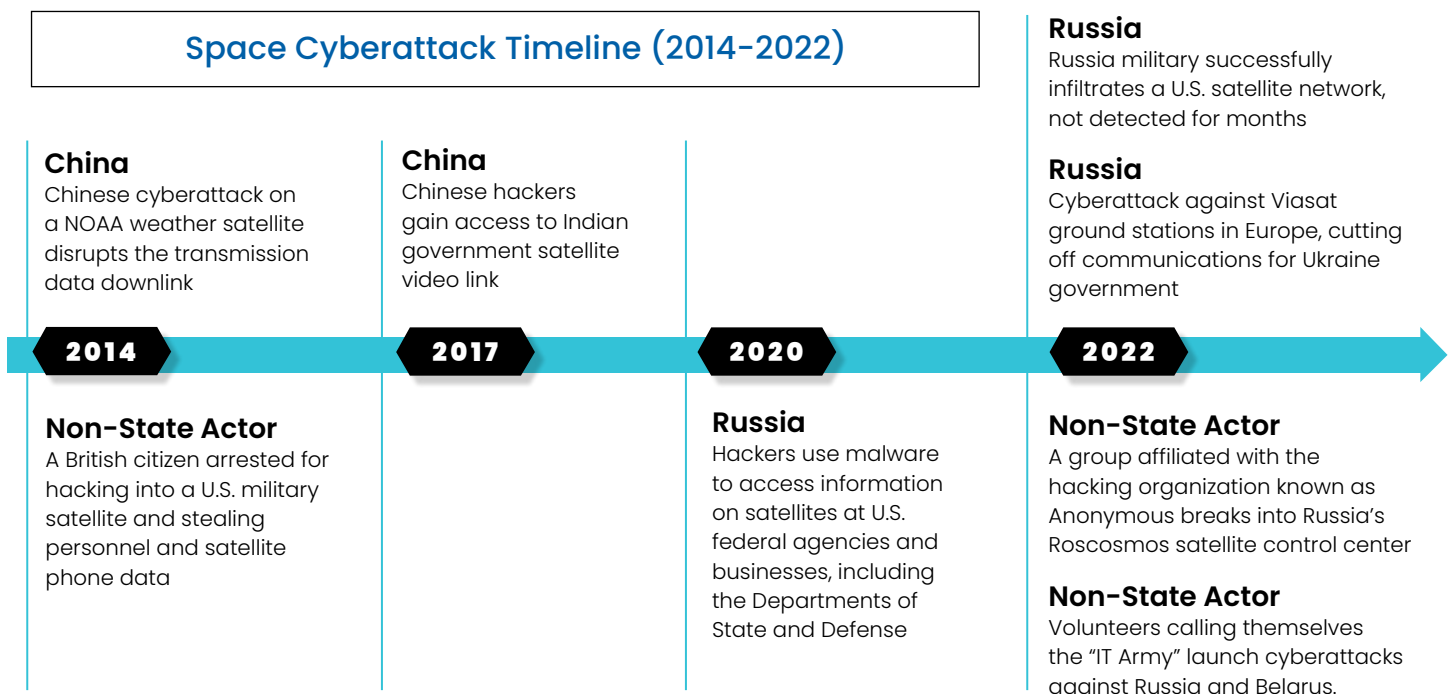 Space Cyberattack Timeline (2014-2022)
China
Chinese cyberattack on
a NOAA weather satellite
disrupts the transmission
data downlink
China
Chinese hackers
gain access to Indian
government satellite
video link
Russia
Russia military successfully
infiltrates a U.S. satellite network,
not detected for months
Russia
Cyberattack against Viasat
ground stations in Europe, cutting
off communications for Ukraine
government
2014
2017
2020
2022
Non-State Actor
A British citizen arrested for
hacking into a U.S. military
satellite and stealing
personnel and satellite
phone data
Russia
Hackers use malware
to access information
on satellites at U.S.
federal agencies and
businesses, including
the Departments of
State and Defense
Non-State Actor
A group affiliated with the
hacking organization known as
Anonymous breaks into Russia's
Roscosmos satellite control center
Non-State Actor
Volunteers calling themselves
the “IT Army” launch cyberattacks
against Russia and Belarus.